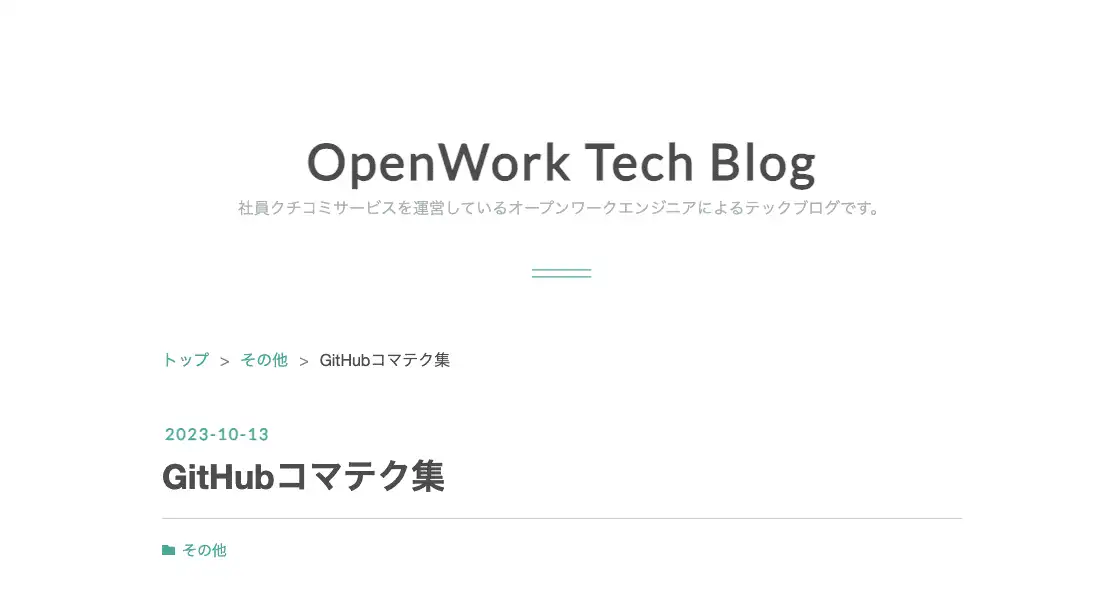 OpenWork Tech Blog
社員クチコミサービスを運営しているオープンワークエンジニアによるテックブログです。
トップ > その他 > GitHubコマテク集
2023-10-13
GitHubコマテク集
その他